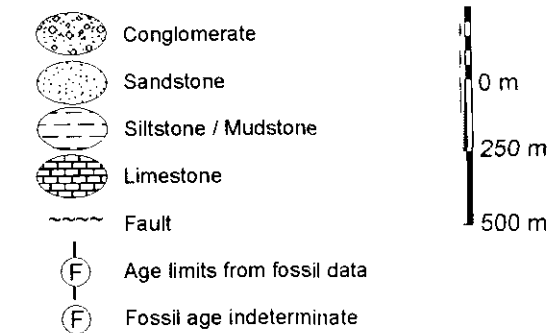 Conglomerate
Sandstone
Siltstone / Mudstone
Limestone
Fault
F Age limits from fossil data
F Fossil age indeterminate
0 m
250 m
500 m